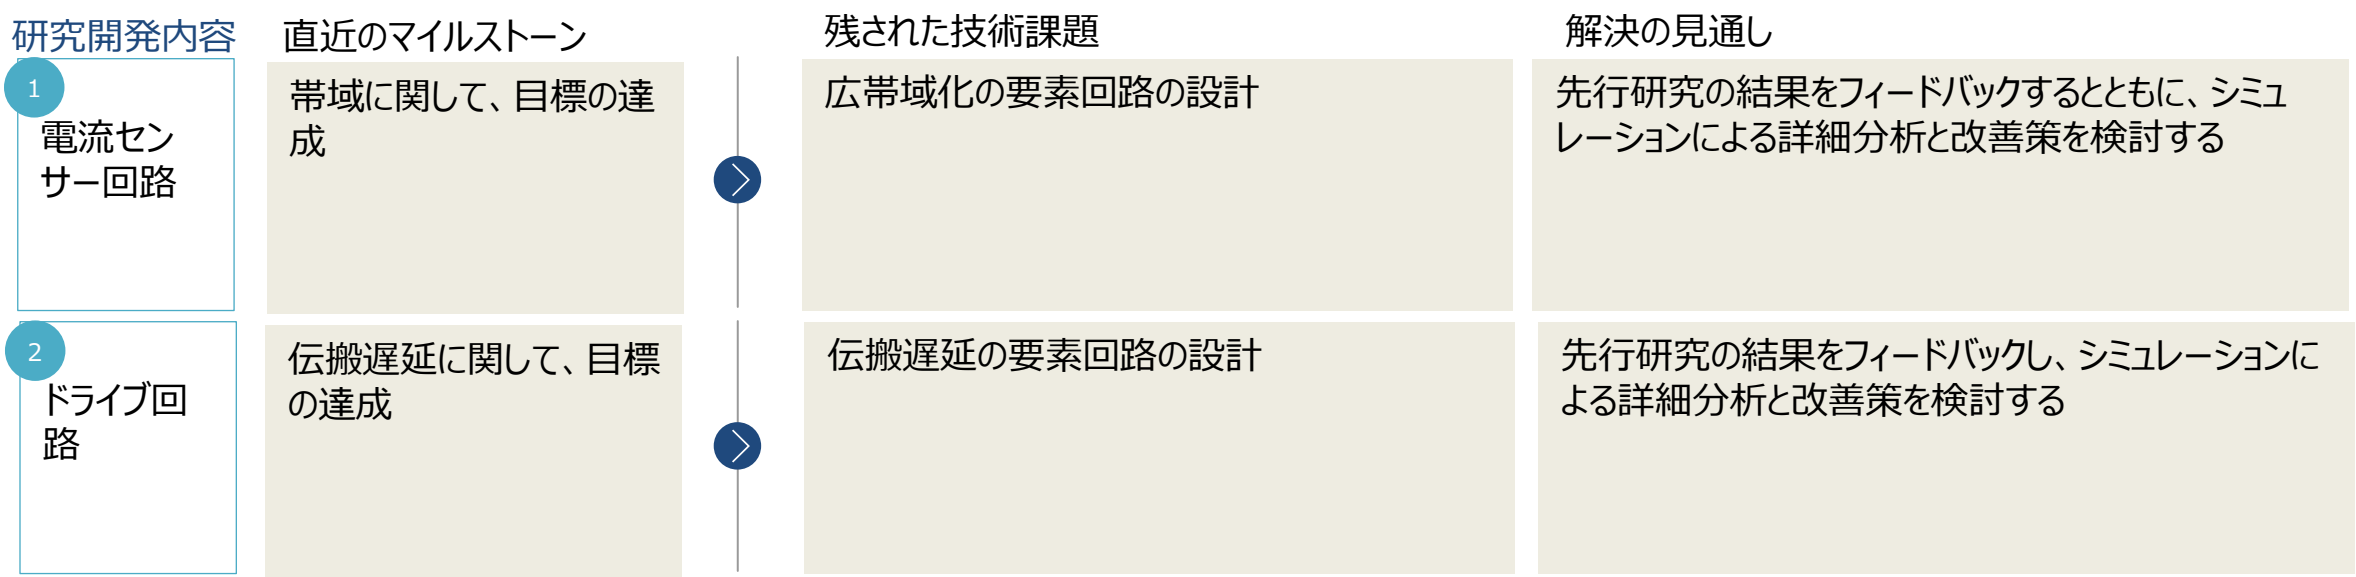 研究開発内容
直近のマイルストーン
残された技術課題
解決の見通し
1
電流セン
サー回路
帯域に関して、目標の達
成
広帯域化の要素回路の設計
先行研究の結果をフィードバックするとともに、シミュ
レーションによる詳細分析と改善策を検討する
2
ドライブ回
路
伝搬遅延に関して、目標
の達成
伝搬遅延の要素回路の設計
先行研究の結果をフィードバックし、シミュレーションに
よる詳細分析と改善策を検討する